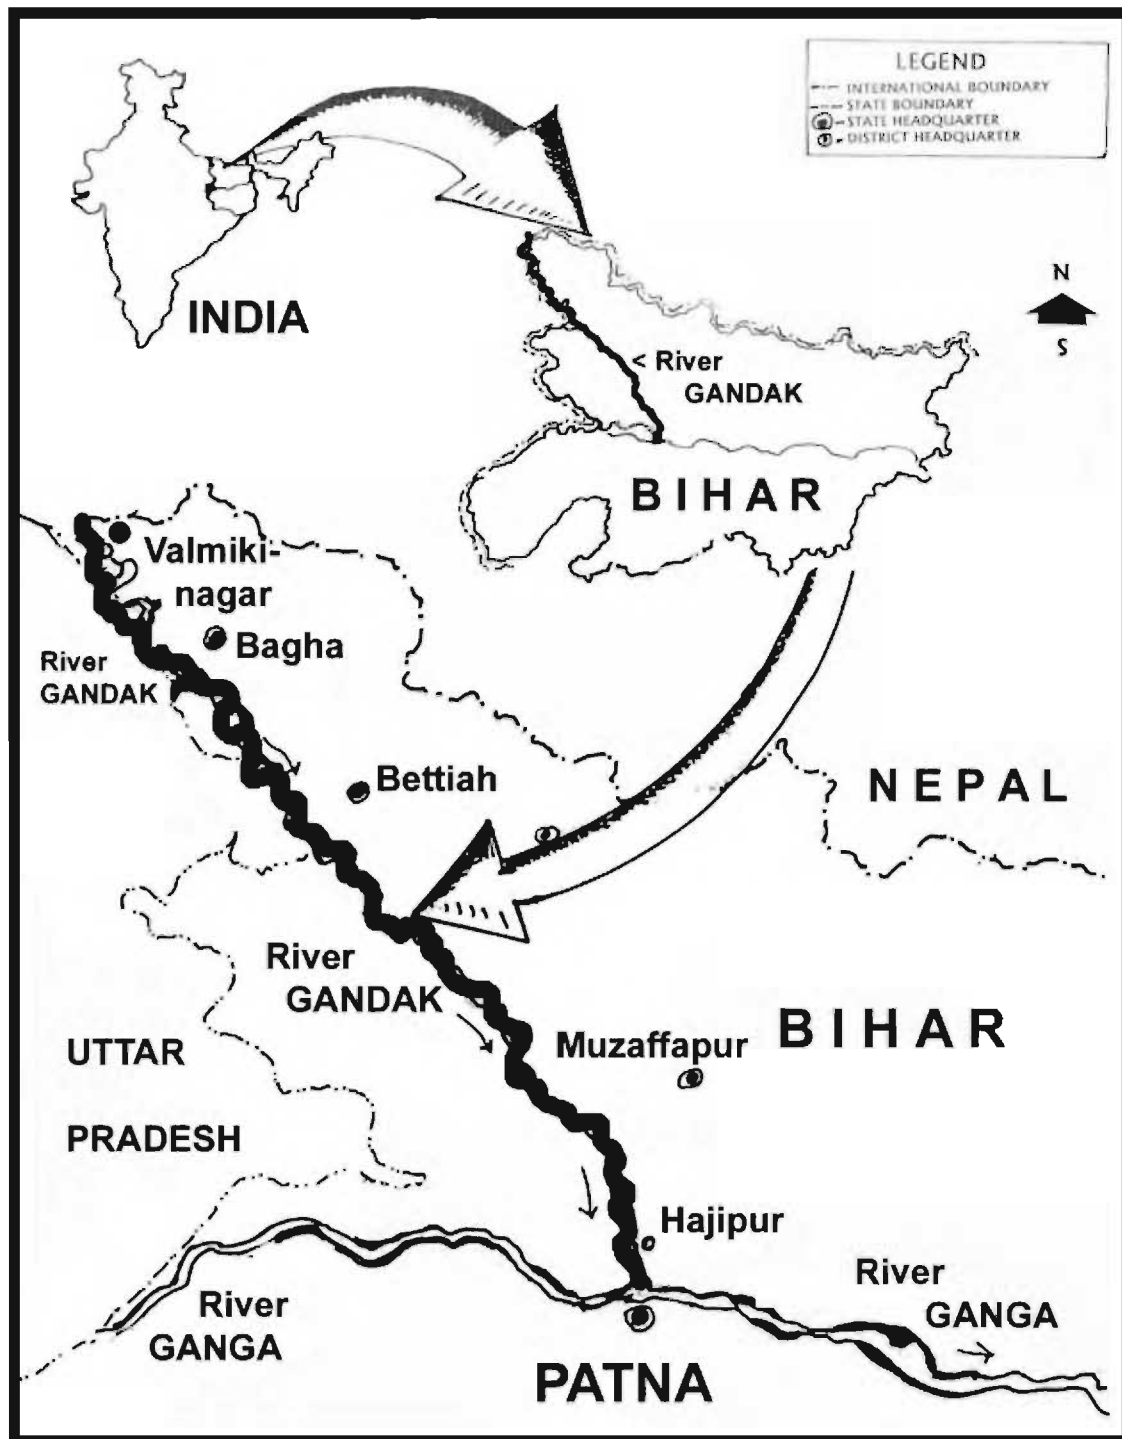 LEGEND
INTERNATIONAL BOUNDARY
STATE BOUNDARY
STATE HEADQUARTER
DISTRICT HEADQUARTER
INDIA
N
S
< River
GANDAK
BIHAR
Valmiki-
nagar
Bagha
River
GANDAK
Bettiah
NEPAL
River
GANDAK
Muzaffapur
BIHAR
UTTAR
PRADESH
Hajipur
River
GANGA
River
GANGA
PATNA